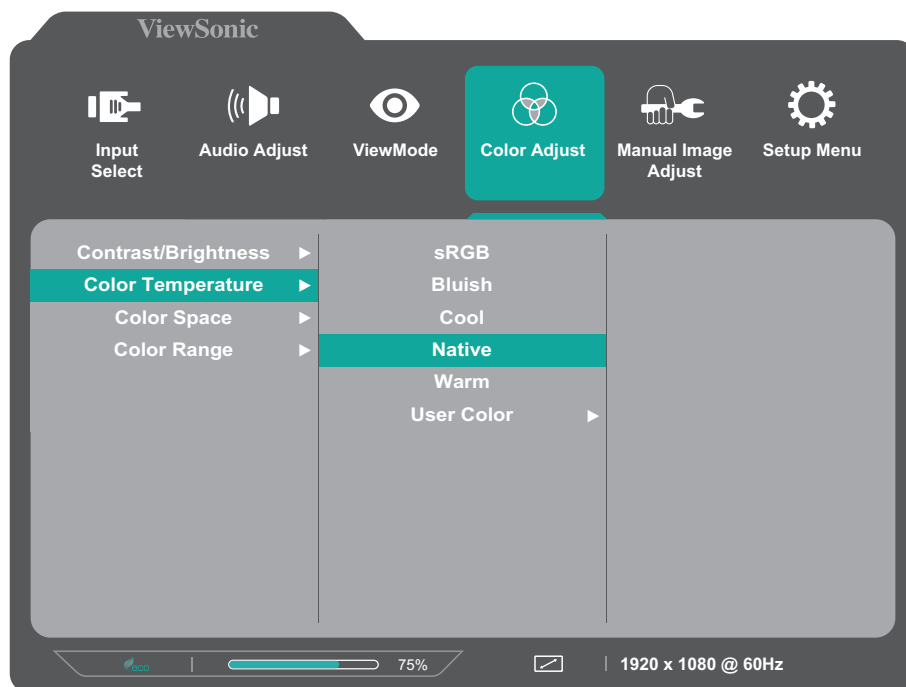 ViewSonic
Input
Select
Audio Adjust
ViewMode
Color Adjust
Manual Image
Adjust
Setup Menu
Contrast/Brightness
Color Temperature
Color Space
Color Range
sRGB
Bluish
Cool
Native
Warm
User Color
eco
75%
1920 x 1080 @ 60Hz